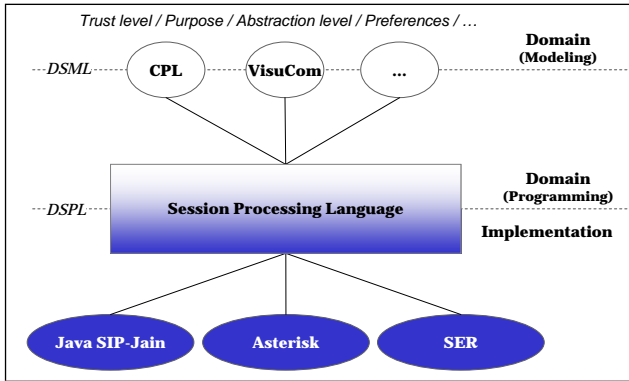 Trust level / Purpose / Abstraction level / Preferences / …
Domain
(Modeling)
DSML
CPL
VisuCom
...
Domain
(Programming)
DSPL
Session Processing Language
Implementation
Java SIP-Jain
Asterisk
SER